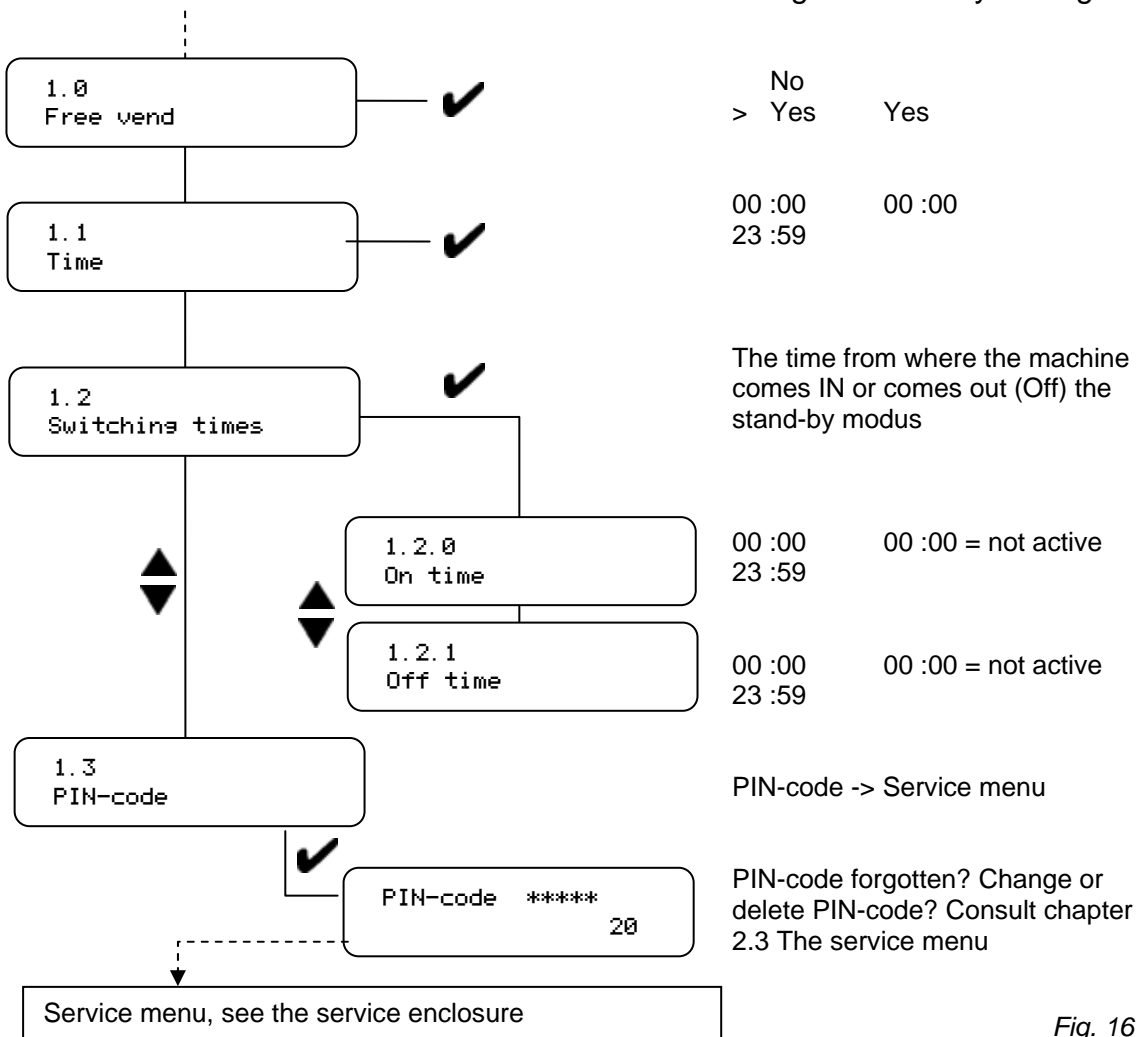 1.0
Free vend
No
> Yes Yes
1.1
Time
00 :00 00 :00
23 :59
1.2
Switching times
The time from where the machine
comes IN or comes out (Off) the
stand-by modus
1.2.0
On time
00 :00 00 :00 = not active
23 :59
1.2.1
Off time
00 :00 00 :00 = not active
23 :59
1.3
PIN-code
PIN-code -> Service menu
PIN-code *****
20
PIN-code forgotten? Change or
delete PIN-code? Consult chapter
2.3 The service menu
Service menu, see the service enclosure
Fig. 16